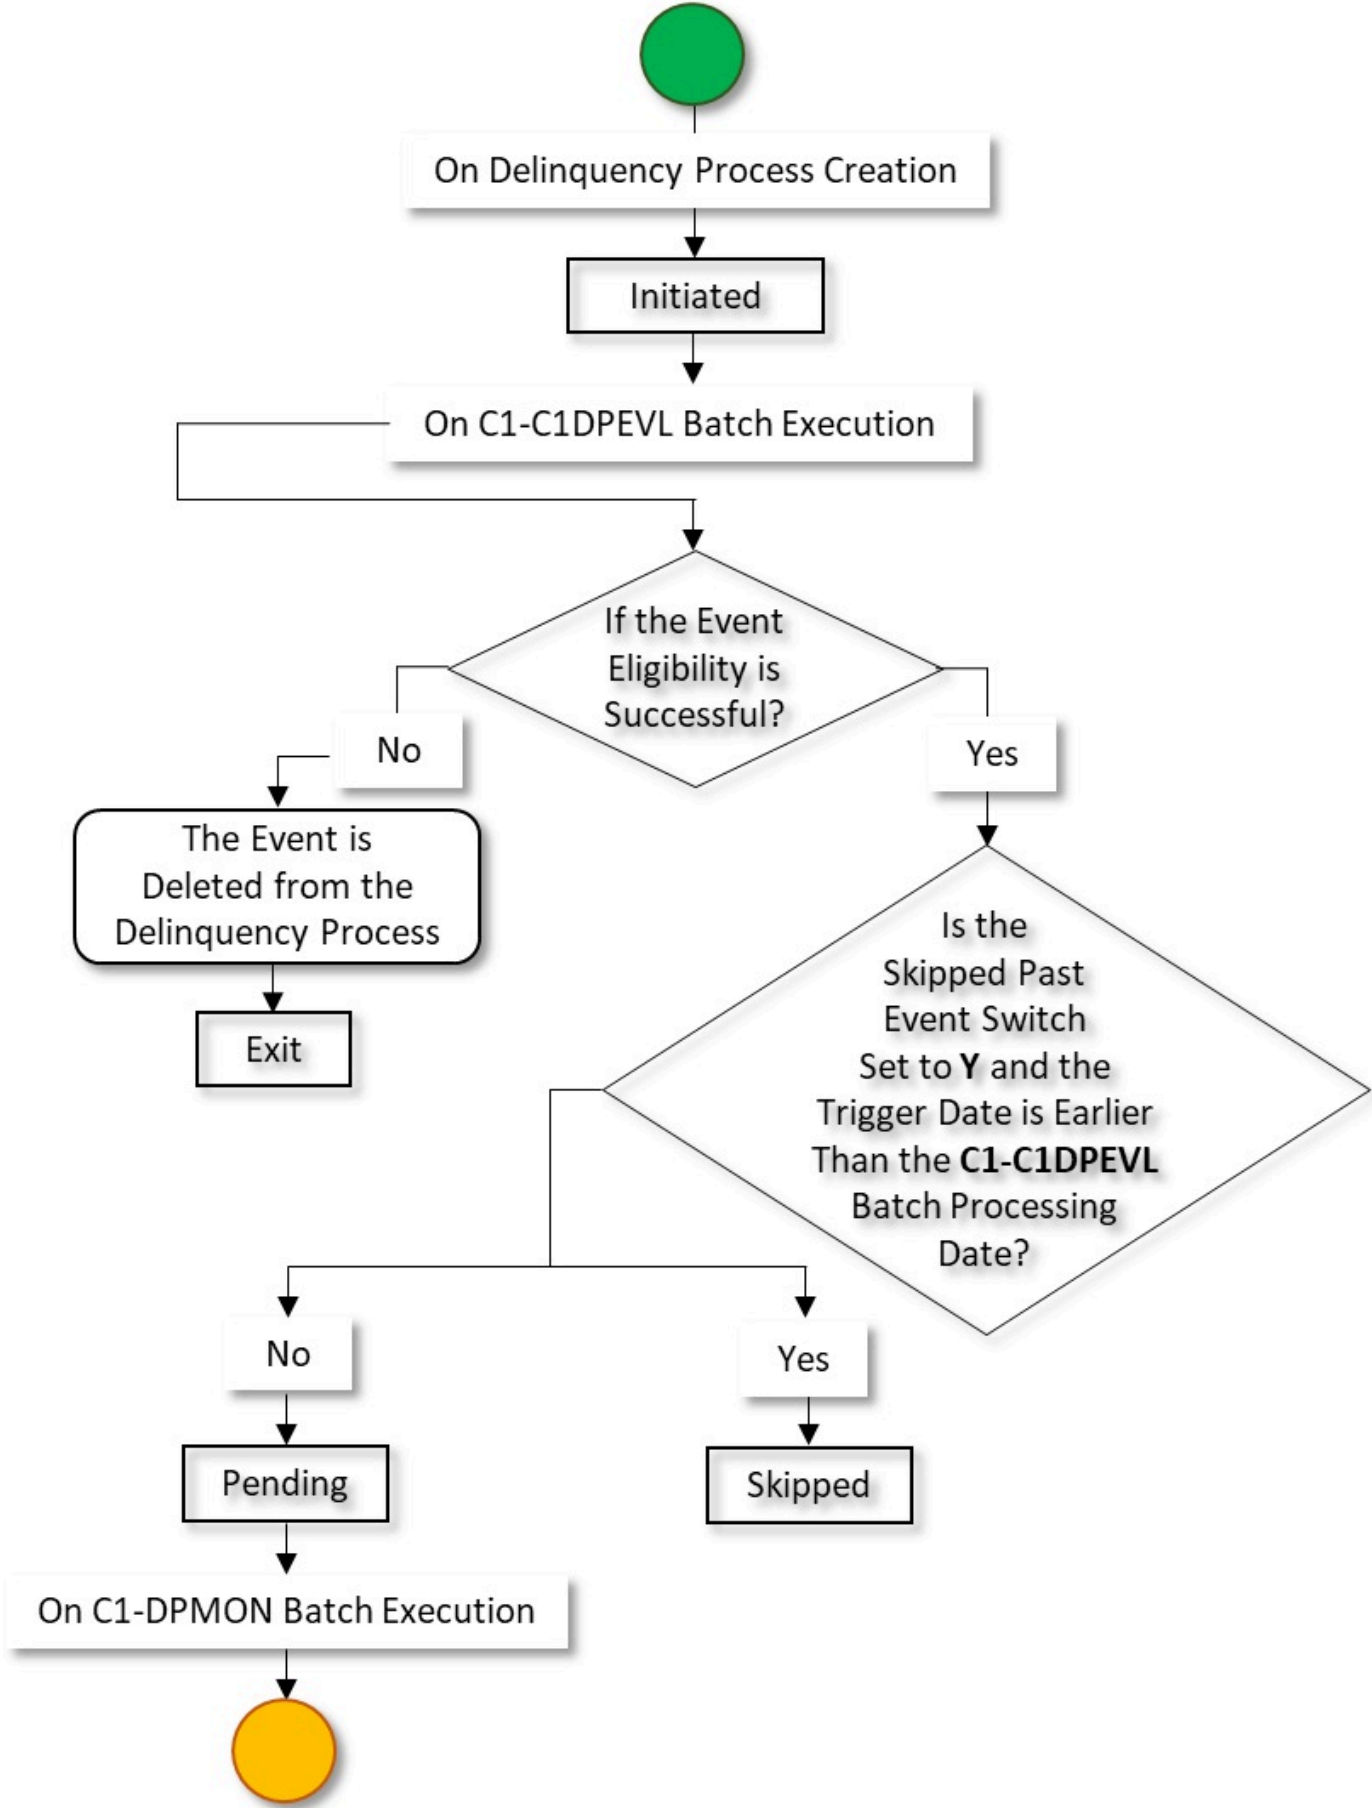 On Delinquency Process Creation
Initiated
On C1-C1DPEVL Batch Execution
If the Event
Eligibility is
Successful?
No
Yes
The Event is
Deleted from the
Delinquency Process
Exit
Is the
Skipped Past
Event Switch
Set to Y and the
Trigger Date is Earlier
Than the C1-C1DPEVL
Batch Processing
Date?
No
Yes
Pending
Skipped
On C1-DPMON Batch Execution